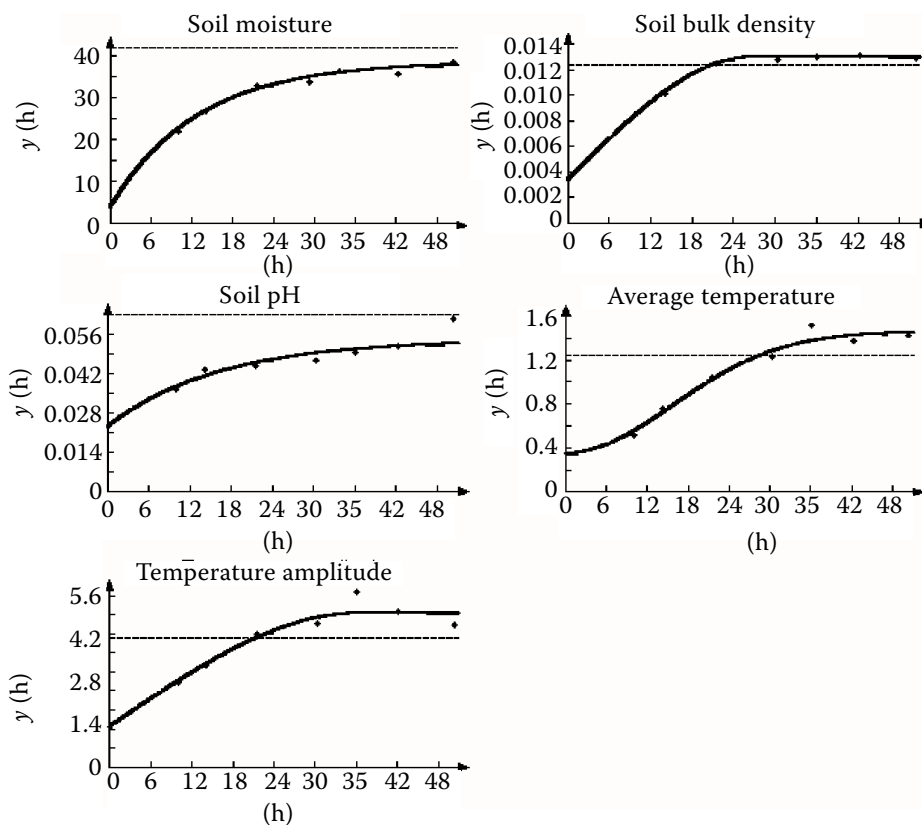 Soil moisture
y (h)
40
30
20
10
0
0 6 12 18 24 30 35 42 48
(h)
Soil bulk density
y (h)
0.014
0.012
0.010
0.008
0.006
0.004
0.002
0
0 6 12 18 24 30 35 42 48
(h)
Soil pH
y (h)
0.056
0.042
0.028
0.014
0
0 6 12 18 24 30 35 42 48
(h)
Average temperature
y (h)
1.6
1.2
0.8
0.4
0
0 6 12 18 24 30 35 42 48
(h)
Temperature amplitude
y (h)
5.6
4.2
2.8
1.4
0
0 6 12 18 24 30 35 42 48
(h)